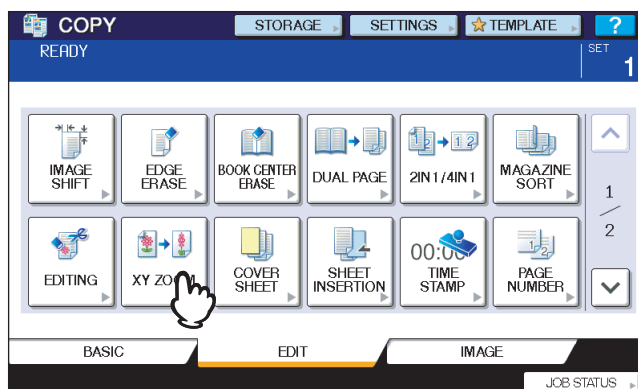 COPY
STORAGE SETTINGS TEMPLATE ?
READY
SET
1
IMAGE SHIFT
EDGE ERASE
BOOK CENTER ERASE
DUAL PAGE
2IN1/4IN1
MAGAZINE SORT
1
2
EDITING
XY ZO M
COVER SHEET
SHEET INSERTION
00:00
TIME STAMP
PAGE NUMBER
BASIC EDIT IMAGE
JOB STATUS